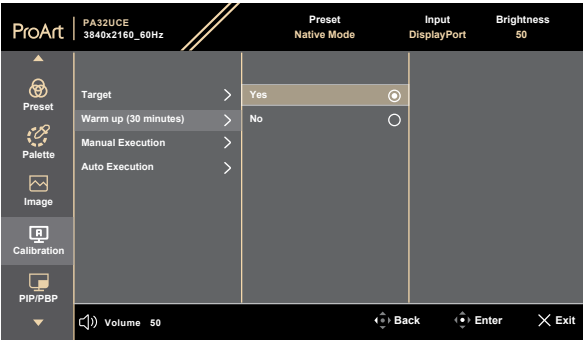 ProArt
PA32UCE
3840x2160_60Hz
Preset
Native Mode
Input
DisplayPort
Brightness
50
Preset
Palette
Image
Calibration
PIP/PBP
Target
Warm up (30 minutes)
Manual Execution
Auto Execution
Yes
No
Volume 50
Back
Enter
Exit